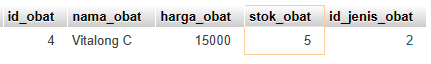 id_obat nama_obat harga_obat stok_obat id_jenis_obat
4 Vitalong C 15000 5 2